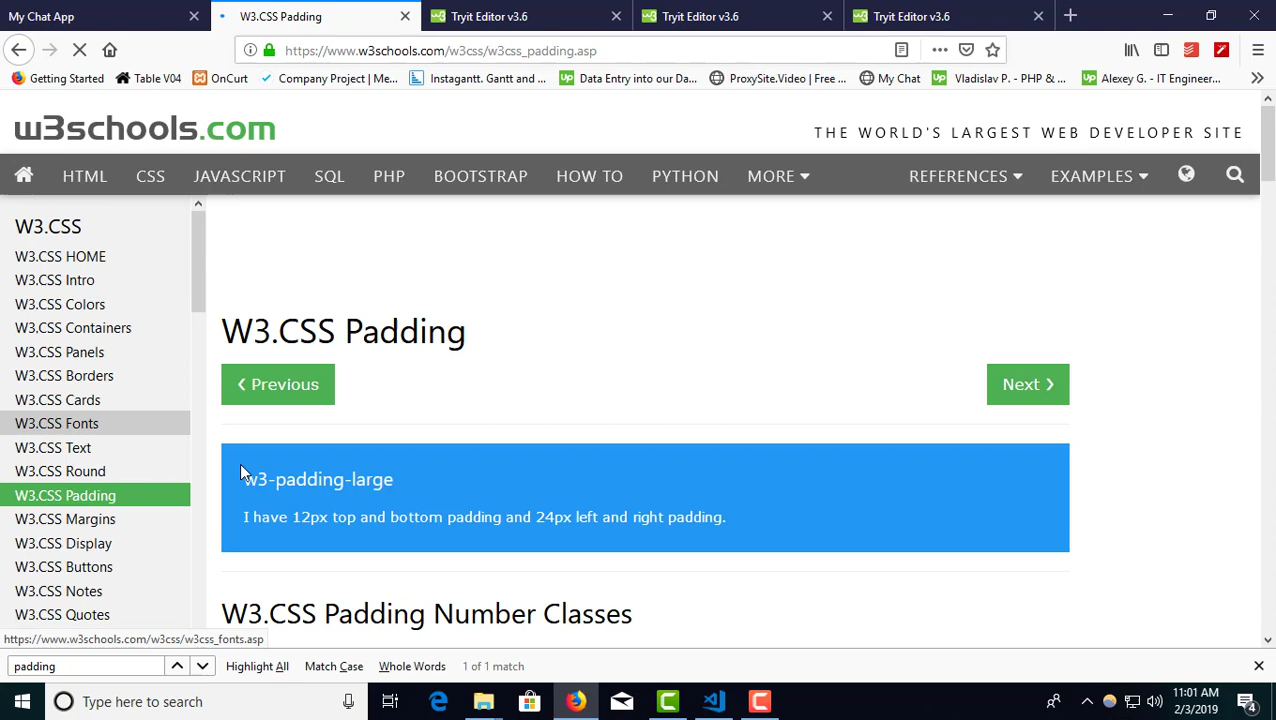 My Chat App
W3.CSS Padding
Tryit Editor v3.6
Tryit Editor v3.6
Tryit Editor v3.6
https://www.w3schools.com/w3css/w3css_padding.asp
Getting Started
Table V04
OnCurt
Company Project | Me...
Instagantt. Gantt and ...
Data Entry into our Da...
ProxySite.Video | Free ...
My Chat
Vladislav P. - PHP & ...
Alexey G. - IT Engineer...
w3schools.com
THE WORLD'S LARGEST WEB DEVELOPER SITE
HTML CSS JAVASCRIPT SQL PHP BOOTSTRAP HOW TO PYTHON MORE REFERENCES EXAMPLES
W3.CSS
W3.CSS HOME
W3.CSS Intro
W3.CSS Colors
W3.CSS Containers
W3.CSS Panels
W3.CSS Borders
W3.CSS Cards
W3.CSS Fonts
W3.CSS Text
W3.CSS Round
W3.CSS Padding
W3.CSS Margins
W3.CSS Display
W3.CSS Buttons
W3.CSS Notes
W3.CSS Quotes
W3.CSS Padding
❮ Previous
Next ❯
w3-padding-large
I have 12px top and bottom padding and 24px left and right padding.
W3.CSS Padding Number Classes
https://www.w3schools.com/w3css/w3css_fonts.asp
padding
Highlight All Match Case Whole Words 1 of 1 match
Type here to search
11:01 AM
2/3/2019
4